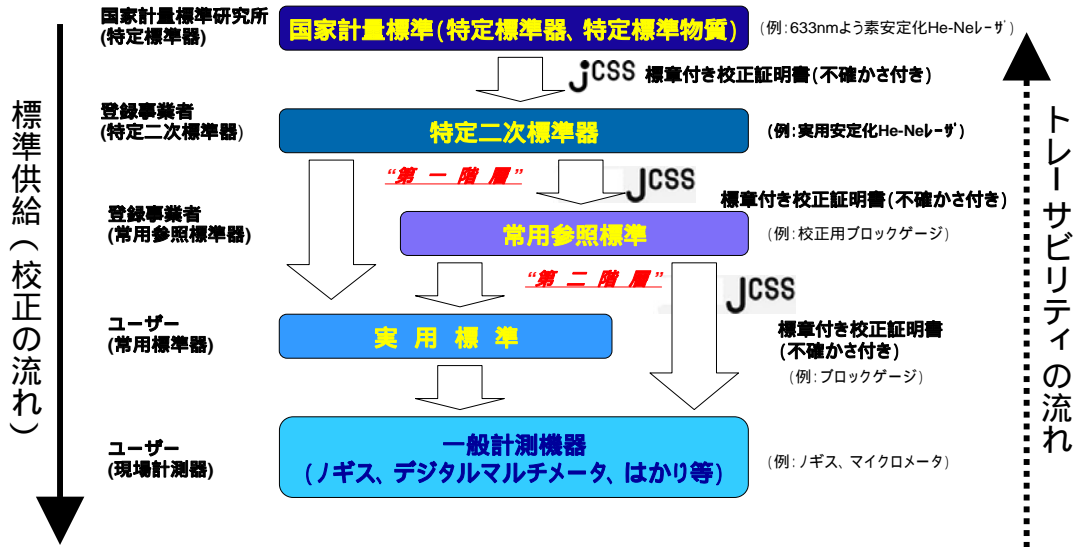 国家計量標準研究所
(特定標準器)
国家計量標準(特定標準器、特定標準物質)
(例:633nmよう素安定化He-Neレーザ)
jCSS 標章付き校正証明書(不確かさ付き)
登録事業者
(特定二次標準器)
特定二次標準器
(例:実用安定化He-Neレーザ)
“第一階層”
JCSS
標章付き校正証明書(不確かさ付き)
登録事業者
(常用参照標準器)
常用参照標準
(例:校正用ブロックゲージ)
“第二階層”
JCSS
ユーザー
(常用標準器)
実用標準
標章付き校正証明書
(不確かさ付き)
(例:ブロックゲージ)
ユーザー
(現場計測器)
一般計測機器
(ノギス、デジタルマルチメータ、はかり等)
(例:ノギス、マイクロメータ)
標準供給(校正の流れ)
トレーサビリティの流れ